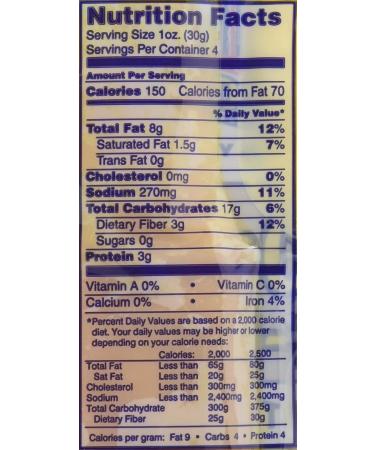 Nutrition Facts
Serving Size 1oz. (30g)
Servings Per Container 4
Amount Per Serving
Calories 150 Calories from Fat 70
% Daily Value*
Total Fat 8g 12%
Saturated Fat 1.5g 7%
Trans Fat 0g
Cholesterol 0mg 0%
Sodium 270mg 11%
Total Carbohydrates 17g 6%
Dietary Fiber 3g 12%
Sugars 0g
Protein 3g
Vitamin A 0% • Vitamin C 0%
Calcium 0% • Iron 4%
*Percent Daily Values are based on a 2,000 calorie
diet. Your daily values may be higher or lower
depending on your calorie needs:
Calories: 2,000 2,500
Total Fat Less than 65g 80g
Sat Fat Less than 20g 25g
Cholesterol Less than 300mg 300mg
Sodium Less than 2,400mg 2,400mg
Total Carbohydrate 300g 375g
Dietary Fiber 25g 30g
Calories per gram: Fat 9 • Carbs 4 • Protein 4